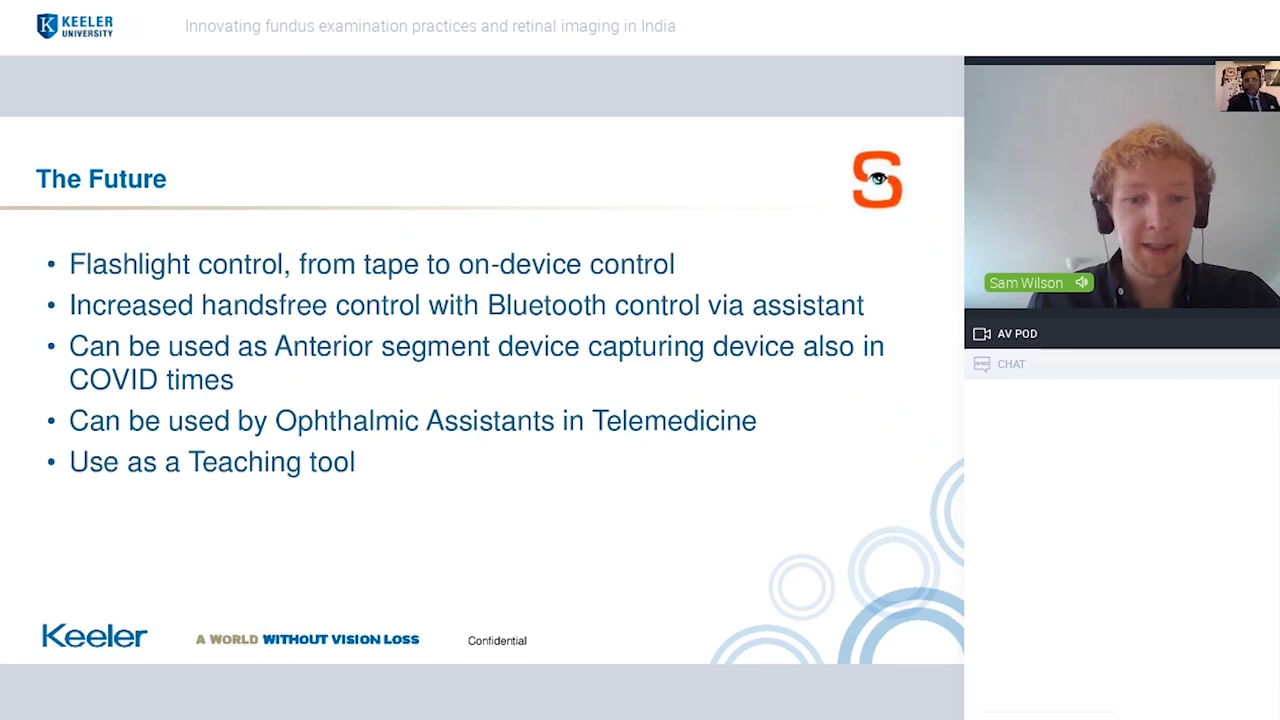 KEELER
UNIVERSITY
Innovating fundus examination practices and retinal imaging in India
The Future
S
• Flashlight control, from tape to on-device control
• Increased handsfree control with Bluetooth control via assistant
• Can be used as Anterior segment device capturing device also in
COVID times
• Can be used by Ophthalmic Assistants in Telemedicine
• Use as a Teaching tool
Keeler
A WORLD WITHOUT VISION LOSS
Confidential
Sam Wilson
AV POD
CHAT